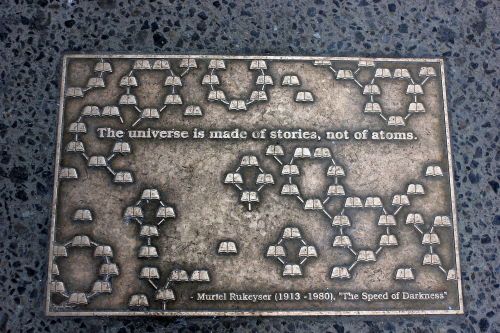 The universe is made of stories, not of atoms.
- Muriel Rukeyser (1913 -1980), "The Speed of Darkness"